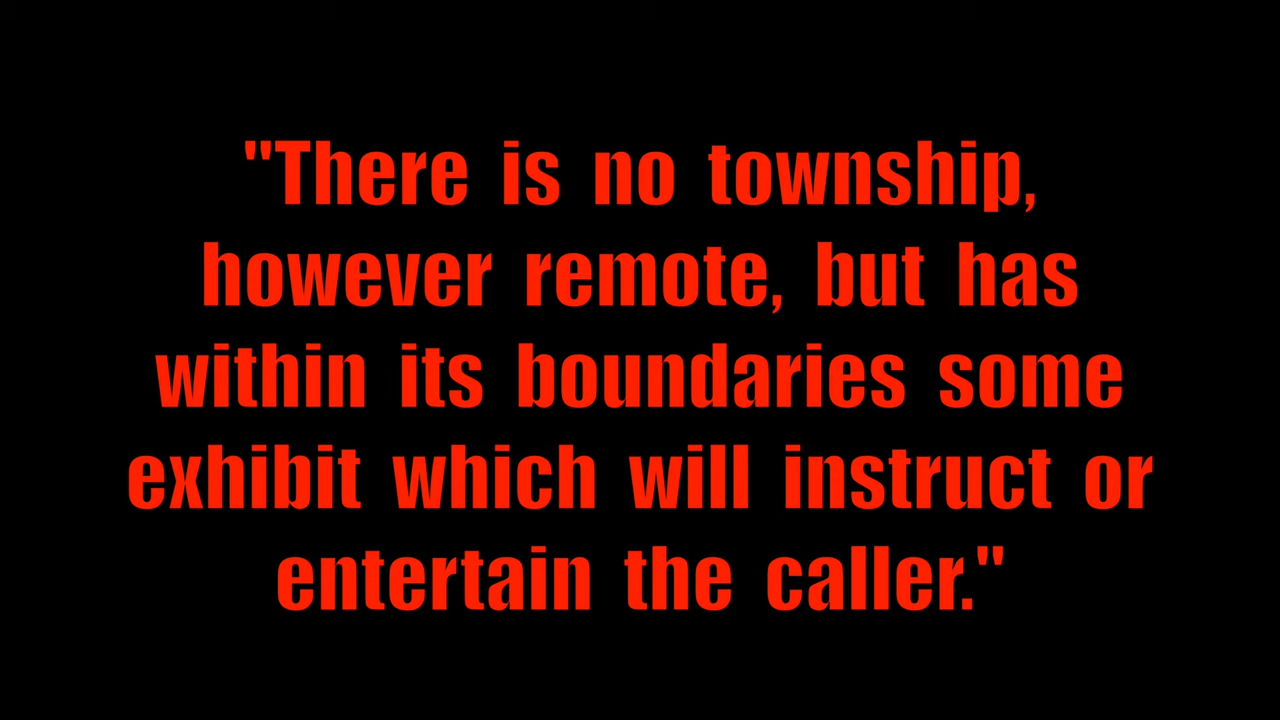 "There is no township,
however remote, but has
within its boundaries some
exhibit which will instruct or
entertain the caller."